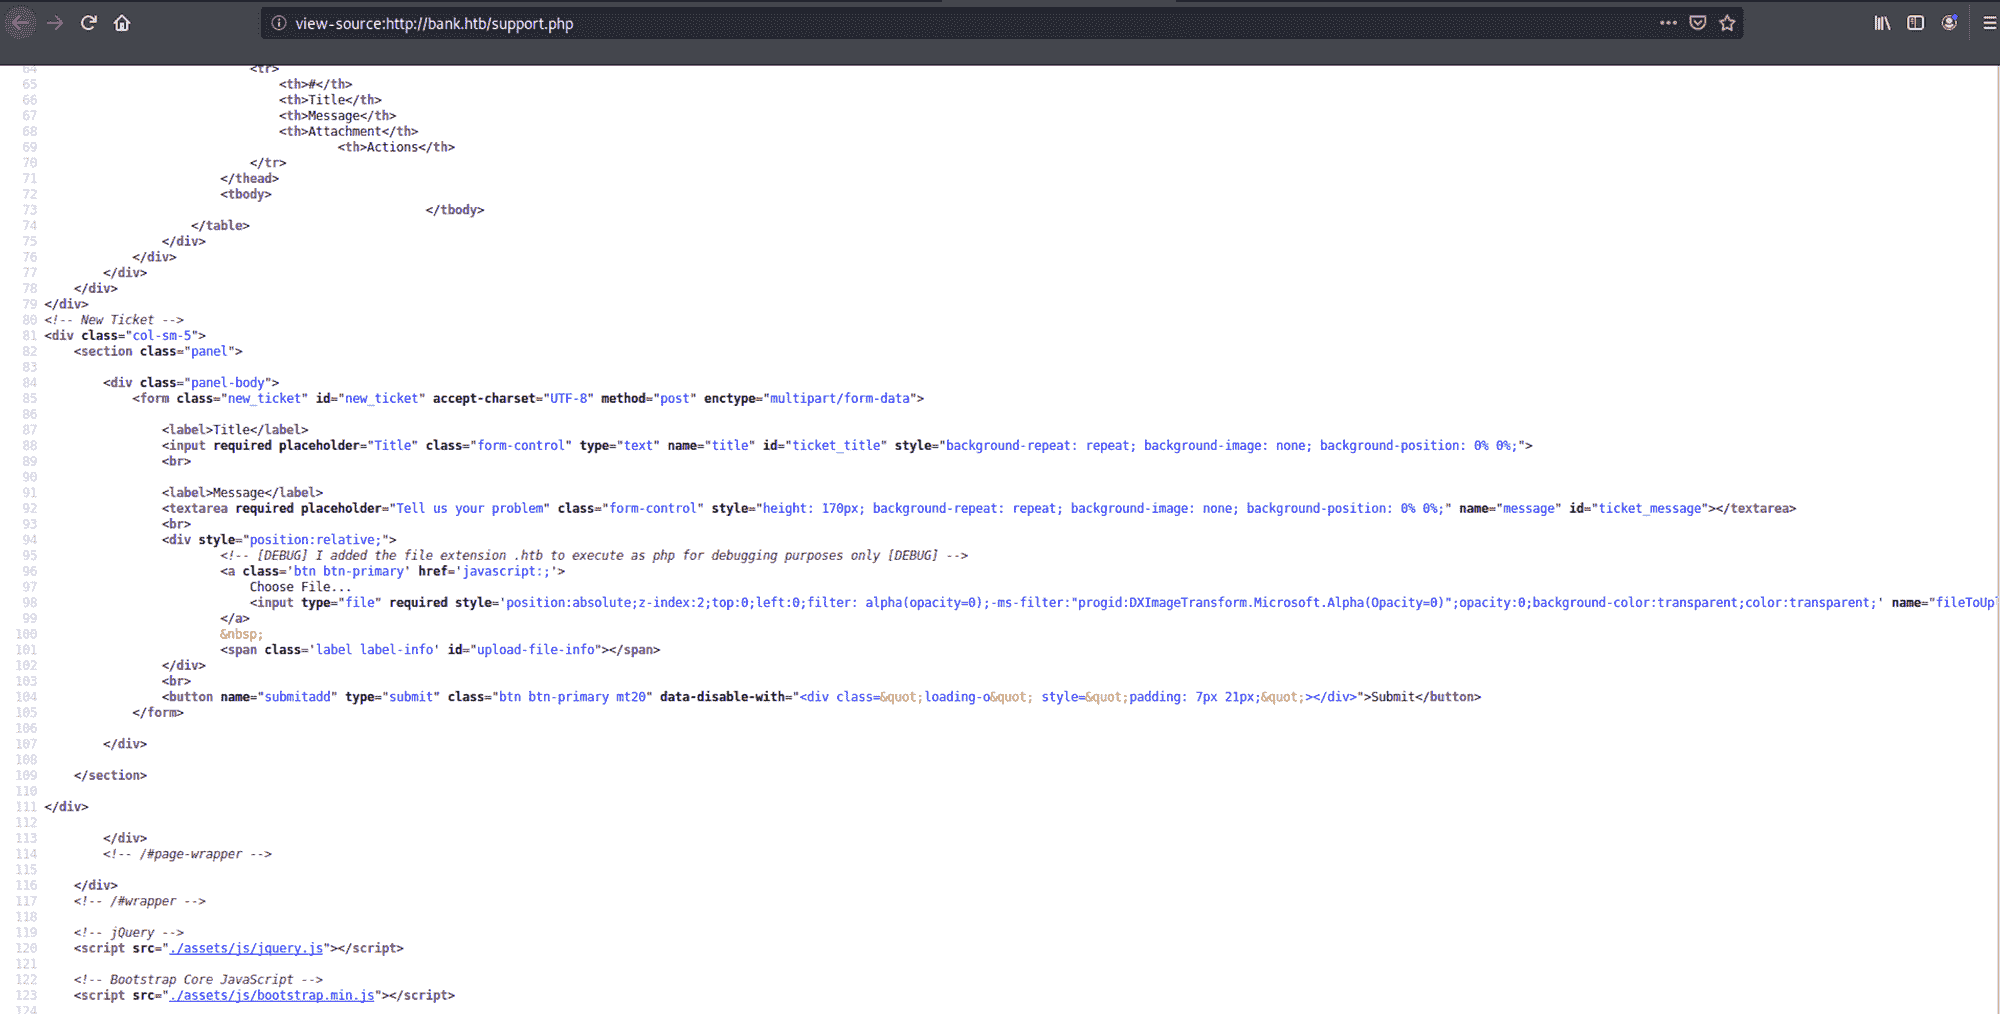 view-source:http://bank.htb/support.php
64 <tr>
65 <th>#</th>
66 <th>Title</th>
67 <th>Message</th>
68 <th>Attachment</th>
69 <th>Actions</th>
70 </tr>
71 </thead>
72 <tbody>
73 </tbody>
74 </table>
75 </div>
76 </div>
77 </div>
78 </div>
79 </div>
80 <!-- New Ticket -->
81 <div class="col-sm-5">
82 <section class="panel">
83
84 <div class="panel-body">
85 <form class="new_ticket" id="new_ticket" accept-charset="UTF-8" method="post" enctype="multipart/form-data">
86
87 <label>Title</label>
88 <input required placeholder="Title" class="form-control" type="text" name="title" id="ticket_title" style="background-repeat: repeat; background-image: none; background-position: 0% 0%;">
89 <br>
90
91 <label>Message</label>
92 <textarea required placeholder="Tell us your problem" class="form-control" style="height: 170px; background-repeat: repeat; background-image: none; background-position: 0% 0%;" name="message" id="ticket_message"></textarea>
93 <br>
94 <div style="position:relative;">
95 <!-- [DEBUG] I added the file extension .htb to execute as php for debugging purposes only [DEBUG] -->
96 <a class='btn btn-primary' href='javascript:;'>
97 Choose File...
98 <input type="file" required style='position:absolute;z-index:2;top:0;left:0;filter: alpha(opacity=0);-ms-filter:"progid:DXImageTransform.Microsoft.Alpha(Opacity=0)";opacity:0;background-color:transparent;color:transparent;' name="fileToUp
99 </a>
100 &nbsp;
101 <span class='label label-info' id="upload-file-info"></span>
102 </div>
103 <br>
104 <button name="submitadd" type="submit" class="btn btn-primary mt20" data-disable-with="<div class=&quot;loading-o&quot; style=&quot;padding: 7px 21px;&quot;></div>">Submit</button>
105 </form>
106
107 </div>
108
109 </section>
110
111 </div>
112
113 </div>
114 <!-- /#page-wrapper -->
115
116 </div>
117 <!-- /#wrapper -->
118
119 <!-- jQuery -->
120 <script src="./assets/js/jquery.js"></script>
121
122 <!-- Bootstrap Core JavaScript -->
123 <script src="./assets/js/bootstrap.min.js"></script>
124